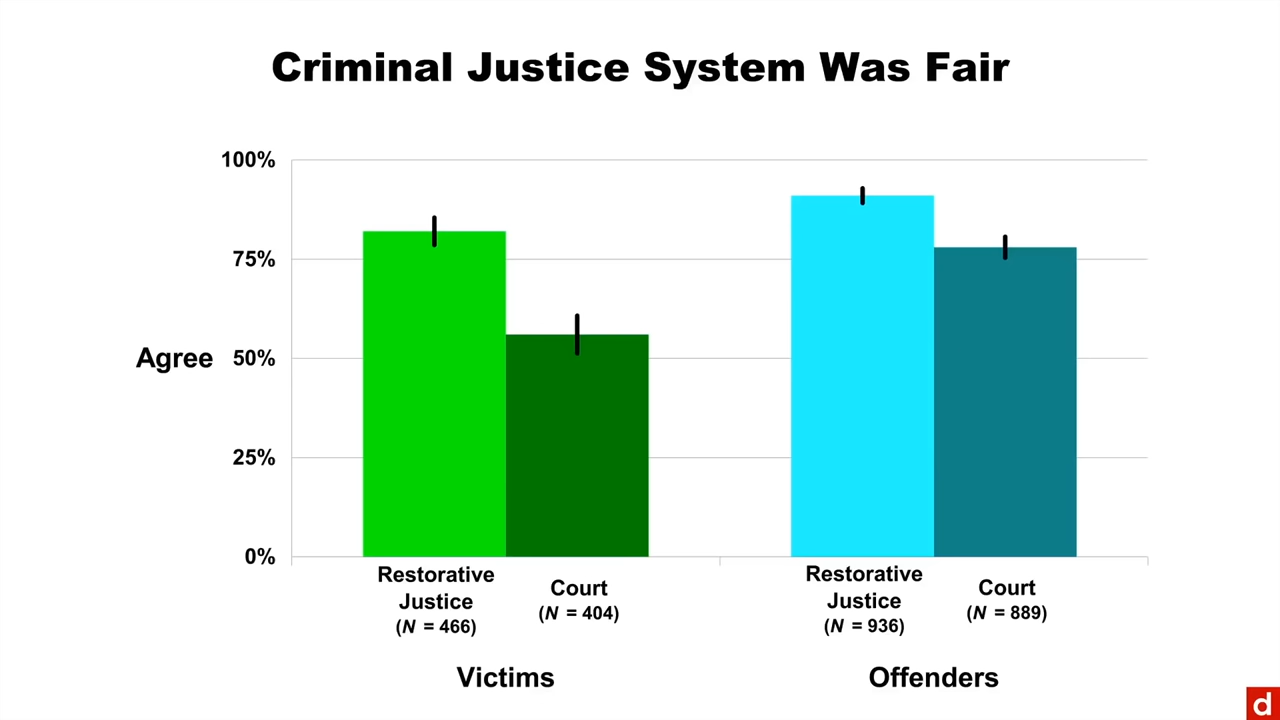 Criminal Justice System Was Fair
100%
75%
Agree
50%
25%
0%
Restorative
Justice
(N = 466)
Court
(N = 404)
Restorative
Justice
(N = 936)
Court
(N = 889)
Victims
Offenders
d